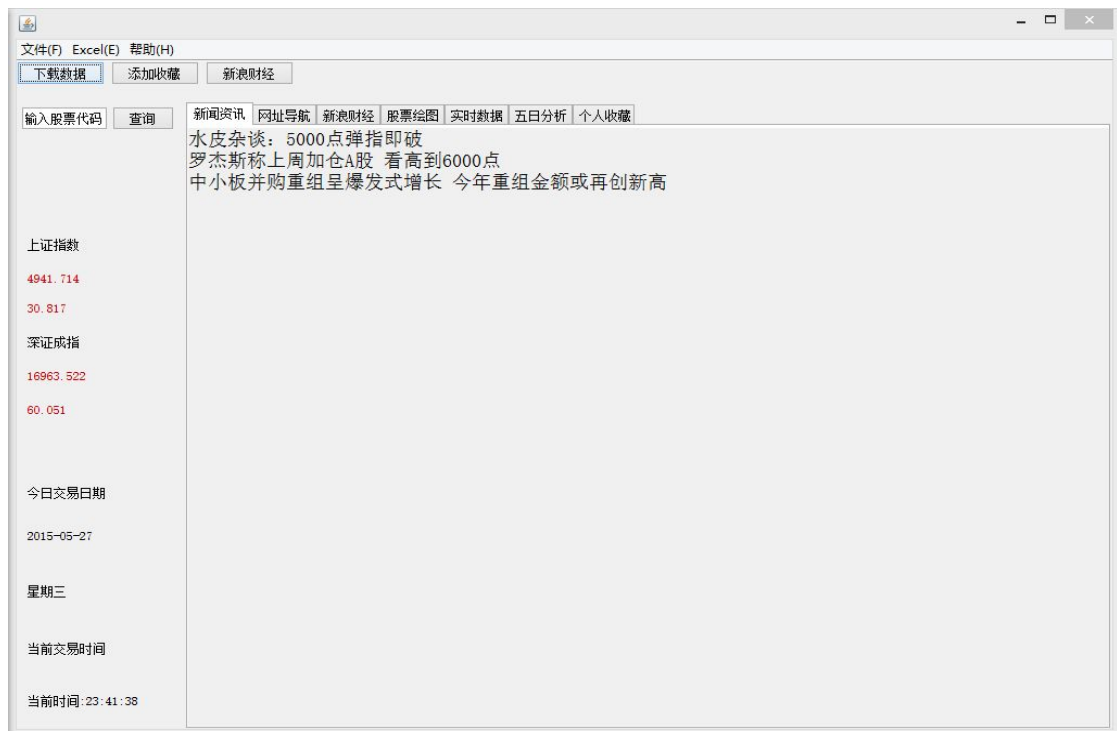 文件(F) Excel(E) 帮助(H)
下载数据 添加收藏 新浪财经
输入股票代码 查询 新闻资讯 网址导航 新浪财经 股票绘图 实时数据 五日分析 个人收藏
水皮杂谈：5000点弹指即破
罗杰斯称上周加仓A股 看高到6000点
中小板并购重组呈爆发式增长 今年重组金额或再创新高
上证指数
4941.714
30.817
深证成指
16963.522
60.051
今日交易日期
2015-05-27
星期三
当前交易时间
当前时间:23:41:38